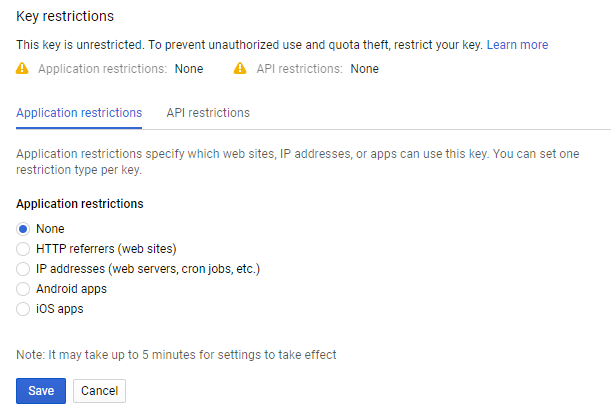 Key restrictions
This key is unrestricted. To prevent unauthorized use and quota theft, restrict your key. Learn more
Application restrictions: None API restrictions: None
Application restrictions API restrictions
Application restrictions specify which web sites, IP addresses, or apps can use this key. You can set one
restriction type per key.
Application restrictions
None
HTTP referrers (web sites)
IP addresses (web servers, cron jobs, etc.)
Android apps
iOS apps
Note: It may take up to 5 minutes for settings to take effect
Save Cancel